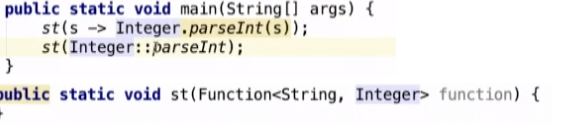 public static void main(String[] args) {
st(s -> Integer.parseInt(s));
st(Integer::parseInt);
}
public static void st(Function<String, Integer> function) {